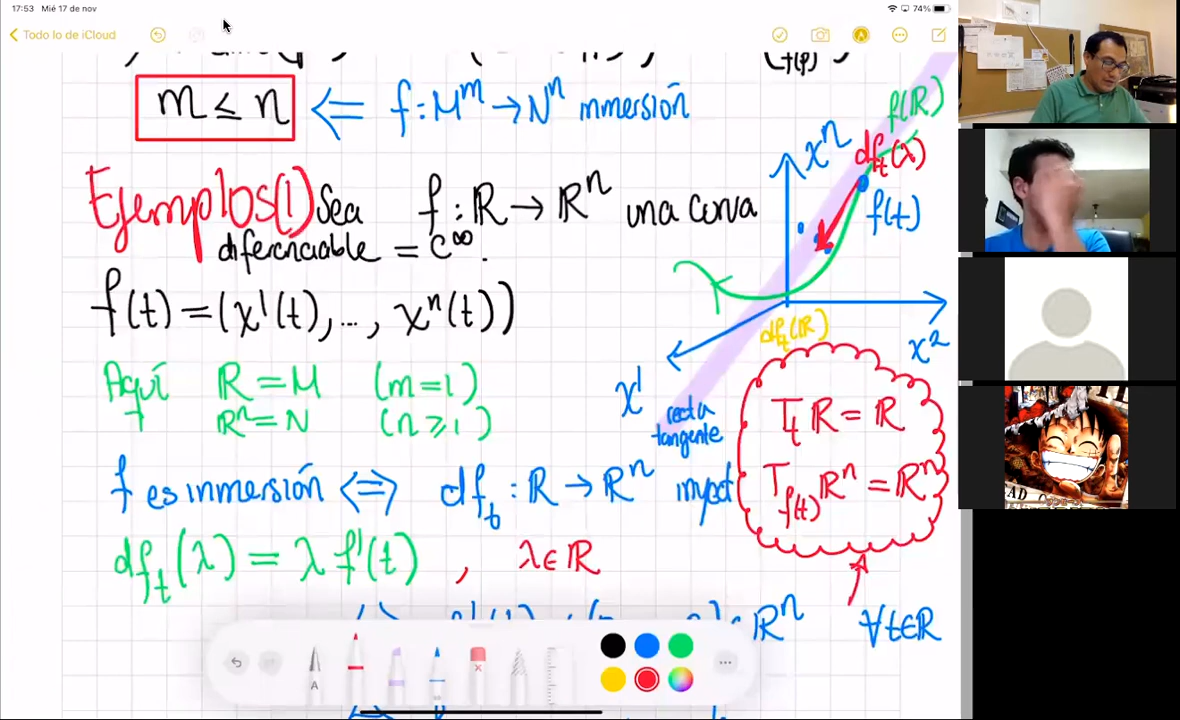 17:53 Mié 17 de nov
74%
Todo lo de iCloud
f(p)
m ≤ n ⟸ f : M^m → N^n inmersión
Ejemplos(1) Sea f : R → R^n una curva
diferenciable = C^∞.
f(t) = (x^1(t), ..., x^n(t))
Aquí R = M (m=1)
R^n = N (n ≥ 1)
f es inmersión ⟺ df_t : R → R^n inyect
df_t(λ) = λ f'(t) , λ∈R
R^n ∀t∈R
f(R)
x^n
df_t(λ)
f(t)
df_t(R)
x^2
x^1
recta
tangente
T_t R = R
T_f(t) R^n = R^n
A
AD